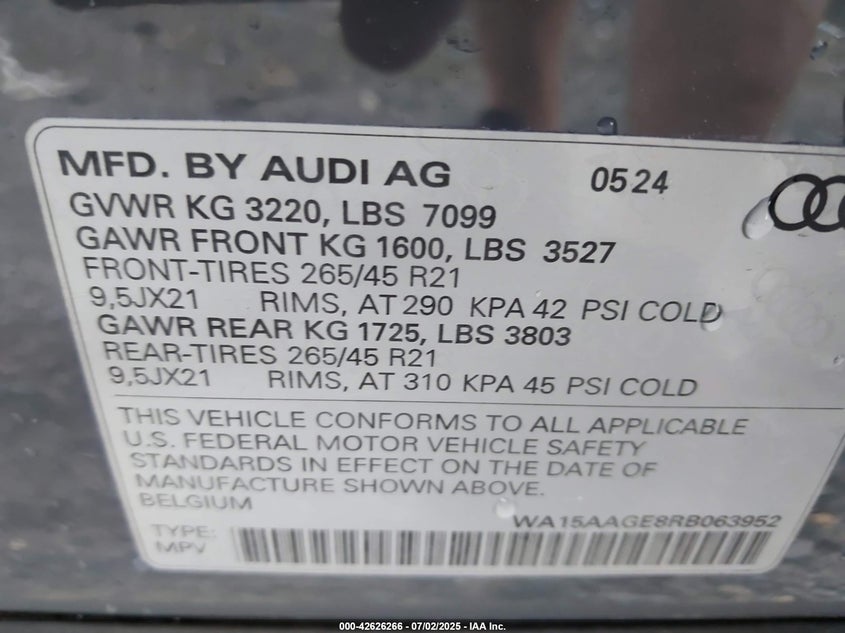 MFD. BY AUDI AG 0524
GVWR KG 3220, LBS 7099
GAWR FRONT KG 1600, LBS 3527
FRONT-TIRES 265/45 R21
9,5JX21 RIMS, AT 290 KPA 42 PSI COLD
GAWR REAR KG 1725, LBS 3803
REAR-TIRES 265/45 R21
9,5JX21 RIMS, AT 310 KPA 45 PSI COLD
THIS VEHICLE CONFORMS TO ALL APPLICABLE
U.S. FEDERAL MOTOR VEHICLE SAFETY
STANDARDS IN EFFECT ON THE DATE OF
MANUFACTURE SHOWN ABOVE.
BELGIUM
WA15AAGE8RB063952
TYPE:
MPV
000-42626266 - 07/02/2025 - IAA Inc.